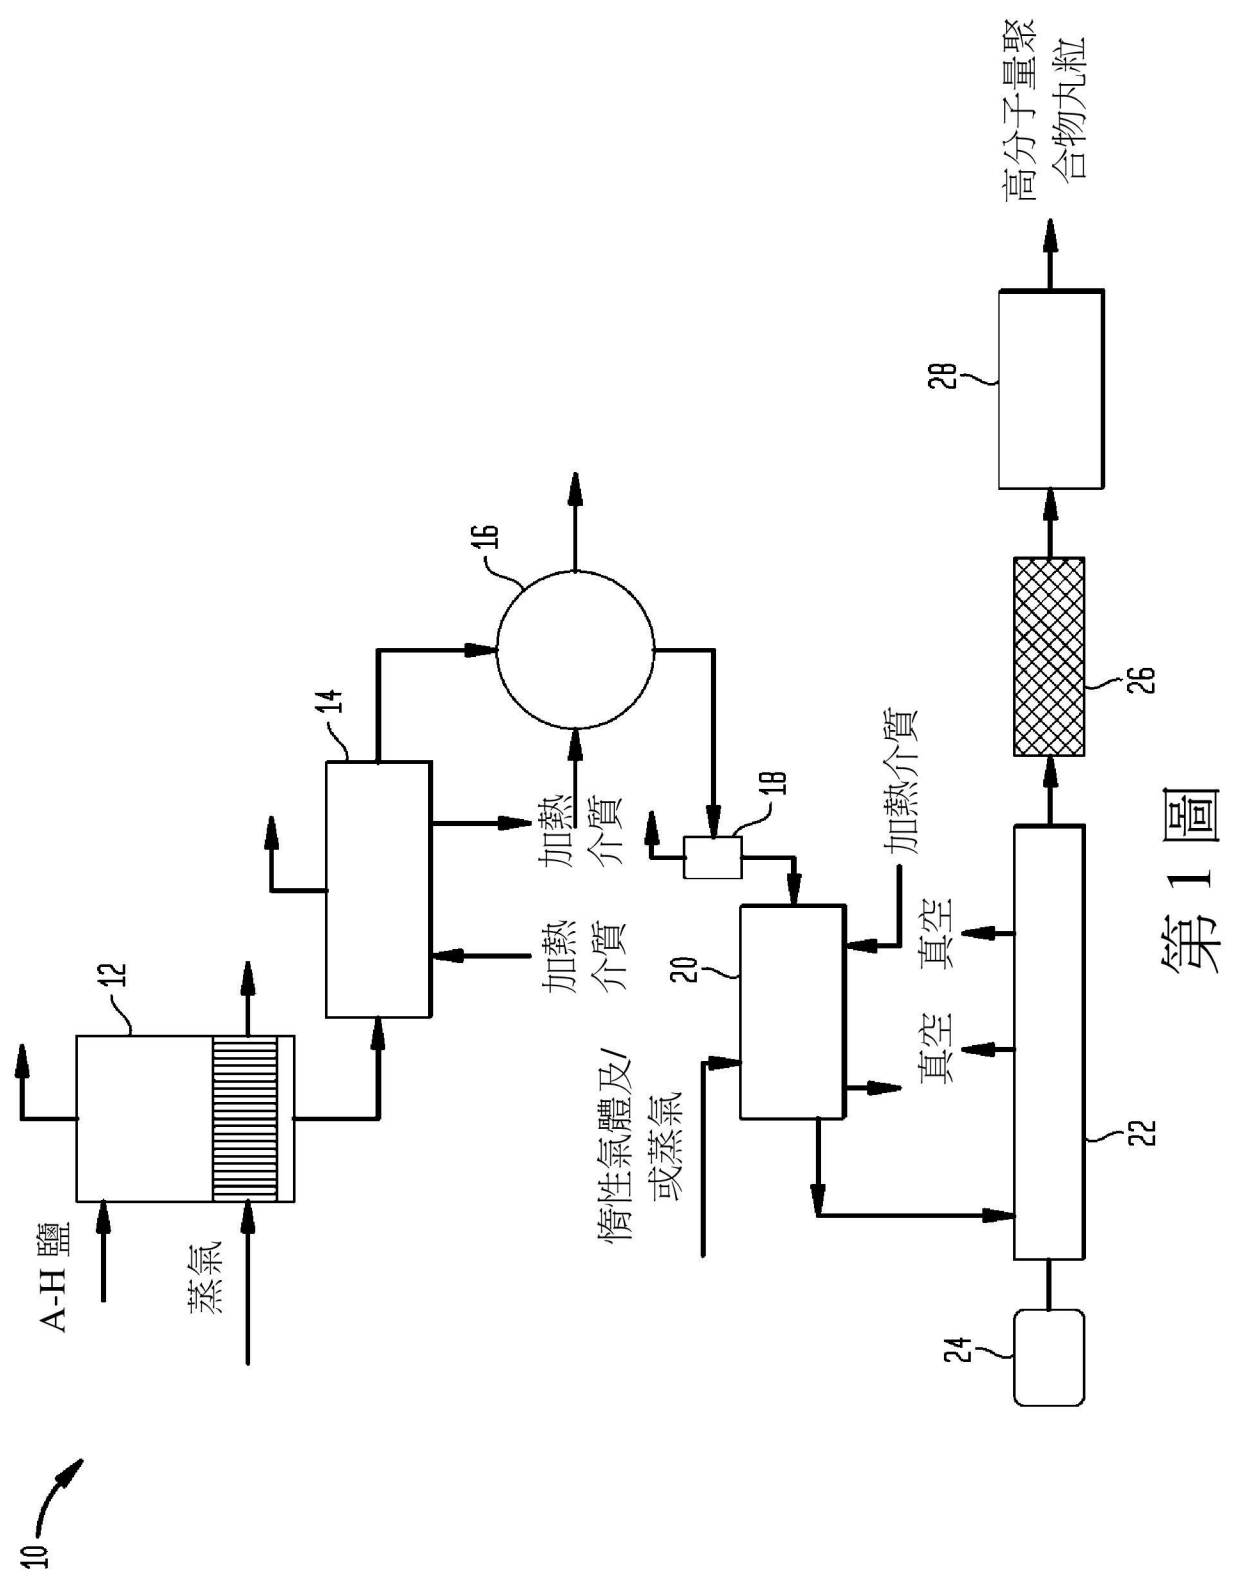 10
A-H 鹽
蒸氣
12
14
加熱
介質
加熱
介質
16
18
惰性氣體及/
或蒸氣
20
加熱介質
真空
真空
22
24
26
28
高分子量聚
合物丸粒
第 1 圖